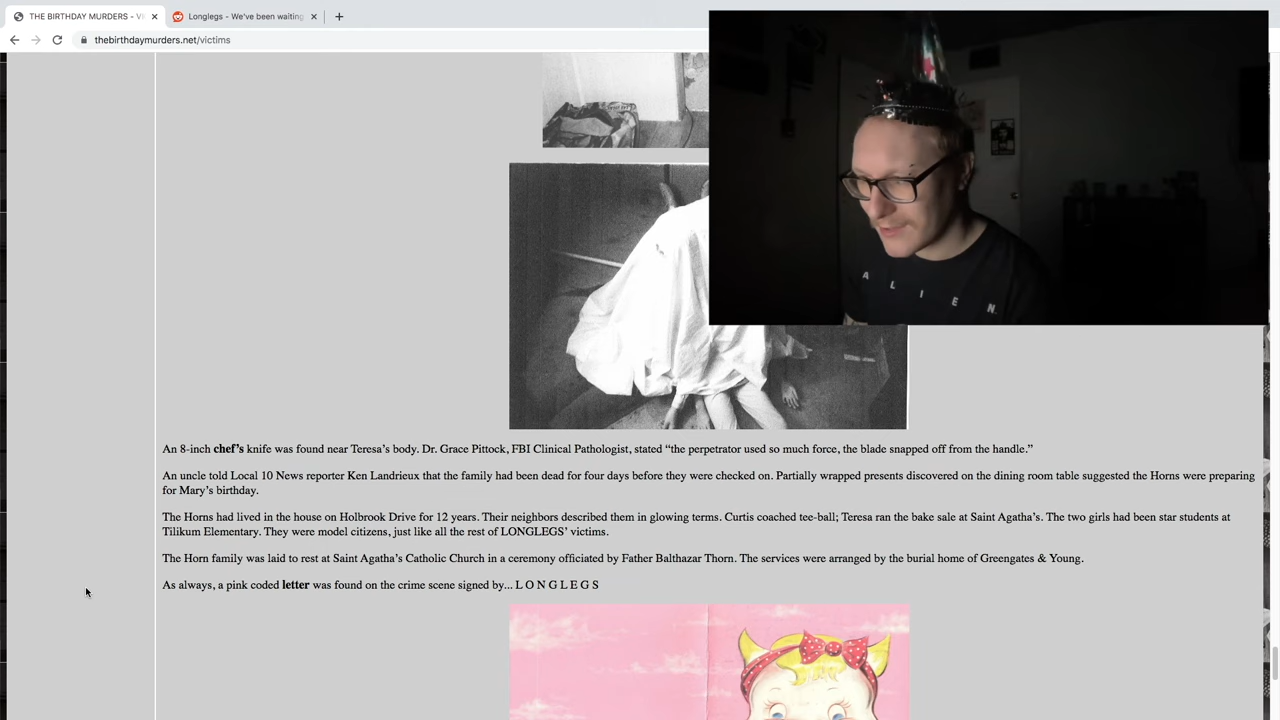 THE BIRTHDAY MURDERS - V
Longlegs - We've been waiting
thebirthdaymurders.net/victims
A L I E N
An 8-inch chef's knife was found near Teresa's body. Dr. Grace Pittock, FBI Clinical Pathologist, stated “the perpetrator used so much force, the blade snapped off from the handle.”
An uncle told Local 10 News reporter Ken Landrieux that the family had been dead for four days before they were checked on. Partially wrapped presents discovered on the dining room table suggested the Horns were preparing
for Mary's birthday.
The Horns had lived in the house on Holbrook Drive for 12 years. Their neighbors described them in glowing terms. Curtis coached tee-ball; Teresa ran the bake sale at Saint Agatha's. The two girls had been star students at
Tilikum Elementary. They were model citizens, just like all the rest of LONGLEGS’ victims.
The Horn family was laid to rest at Saint Agatha's Catholic Church in a ceremony officiated by Father Balthazar Thorn. The services were arranged by the burial home of Greengates & Young.
As always, a pink coded letter was found on the crime scene signed by... L O N G L E G S